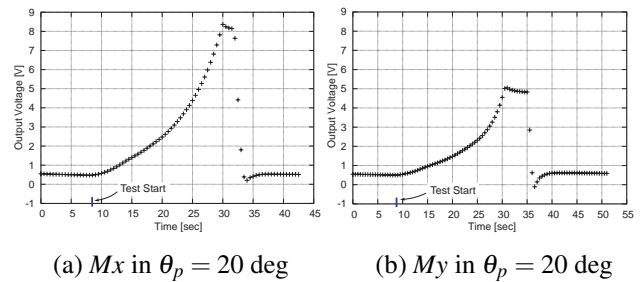 Output Voltage [V]
9
8
7
6
5
4
3
2
1
0
-1
Test Start
0 5 10 15 20 25 30 35 40 45
Time [sec]
(a) Mx in θp = 20 deg
Output Voltage [V]
9
8
7
6
5
4
3
2
1
0
-1
Test Start
0 5 10 15 20 25 30 35 40 45 50 55
Time [sec]
(b) My in θp = 20 deg